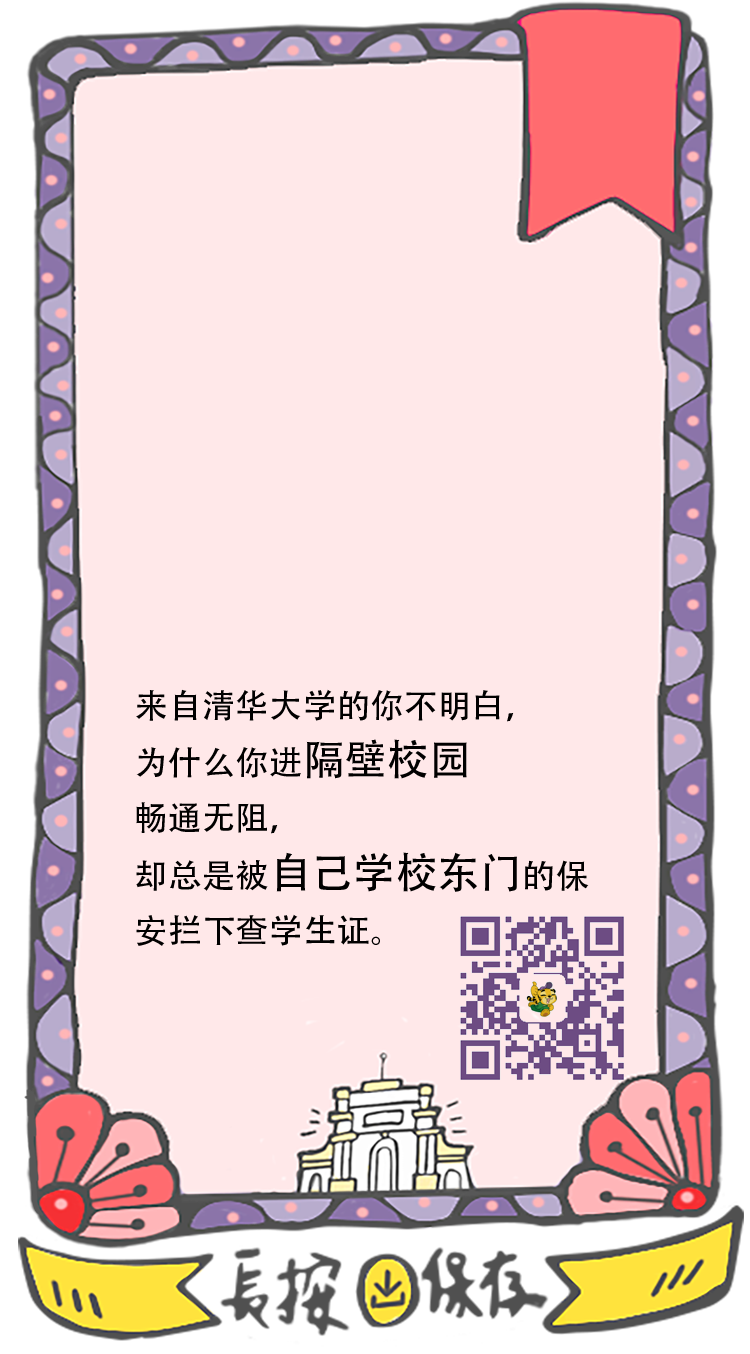 来自清华大学的你不明白,
为什么你进隔壁校园
畅通无阻,
却总是被自己学校东门的保
安拦下查学生证。
長按保存